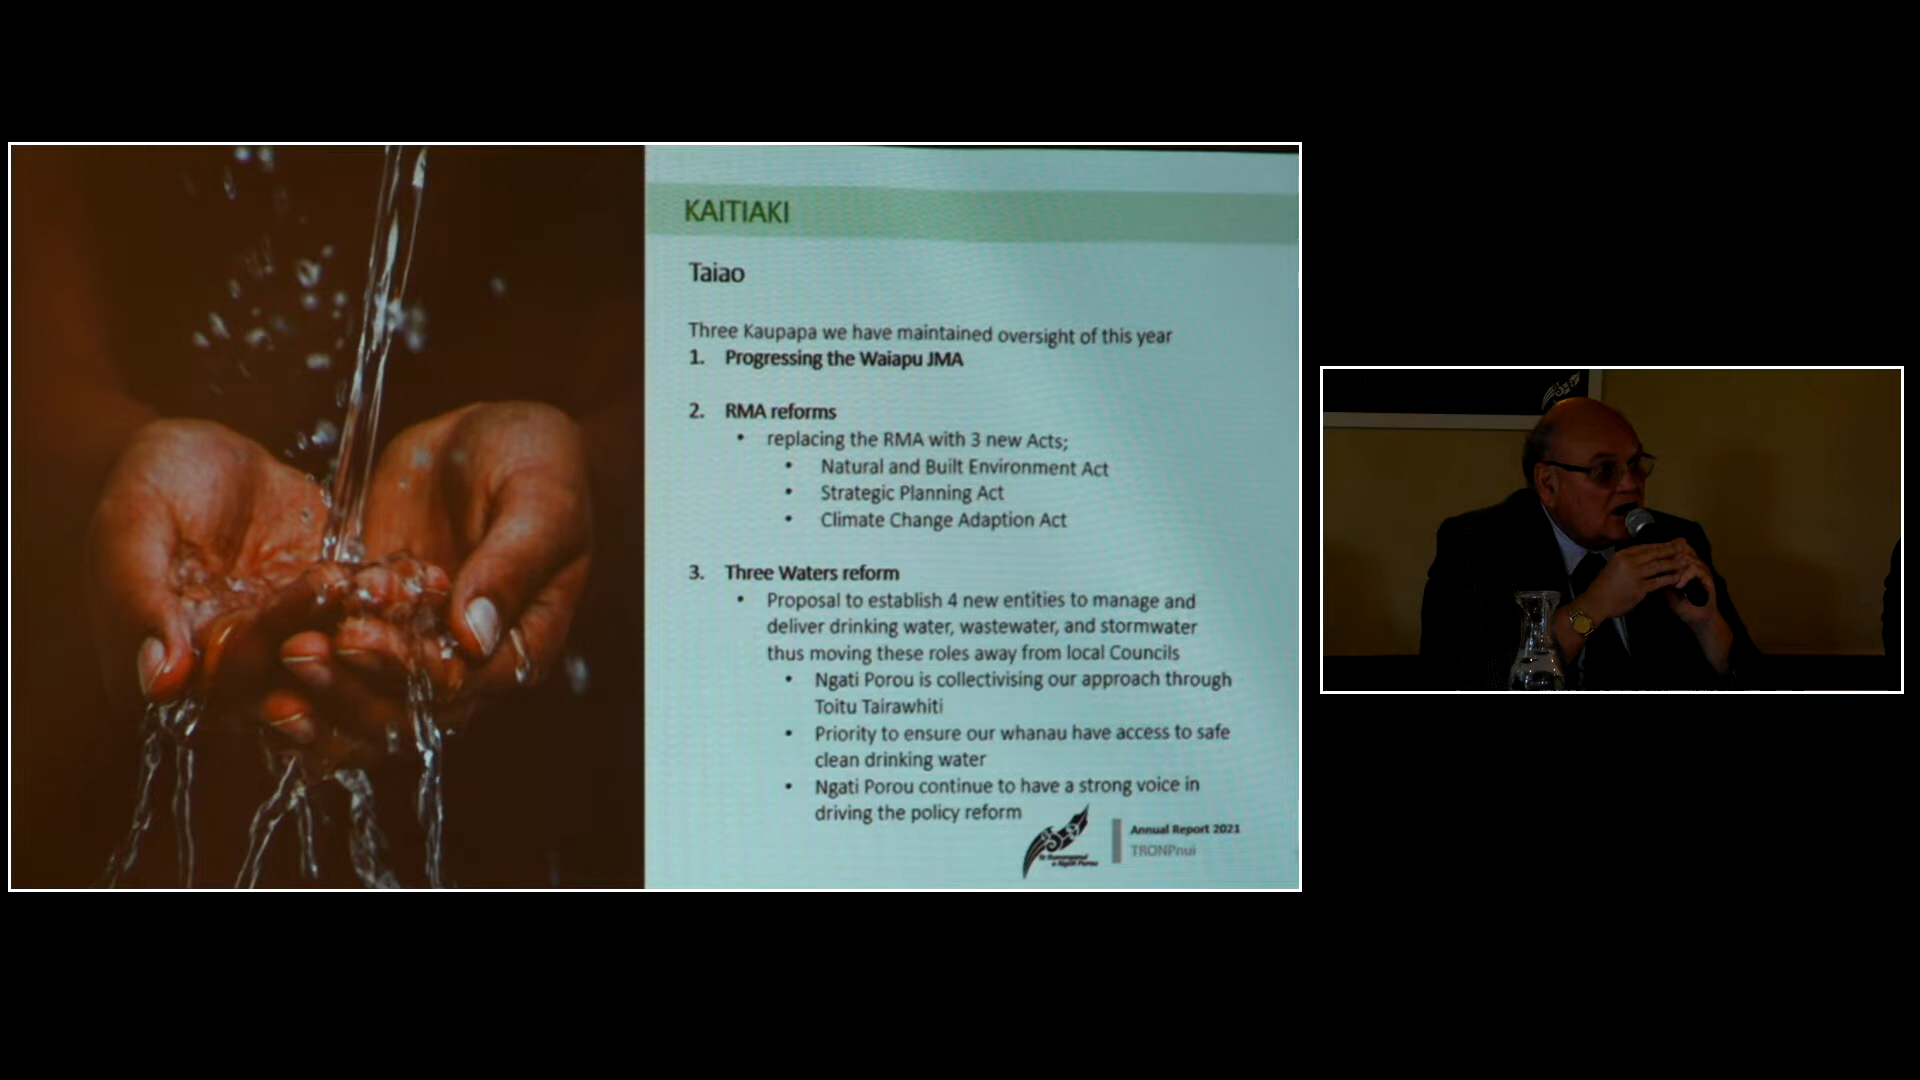 KAITIAKI
Taiao
Three Kaupapa we have maintained oversight of this year
1. Progressing the Waiapu JMA
2. RMA reforms
• replacing the RMA with 3 new Acts;
• Natural and Built Environment Act
• Strategic Planning Act
• Climate Change Adaption Act
3. Three Waters reform
• Proposal to establish 4 new entities to manage and
deliver drinking water, wastewater, and stormwater
thus moving these roles away from local Councils
• Ngati Porou is collectivising our approach through
Toitu Tairawhiti
• Priority to ensure our whanau have access to safe
clean drinking water
• Ngati Porou continue to have a strong voice in
driving the policy reform
Te Runanganui
o Ngati Porou
Annual Report 2021
TRONPnui